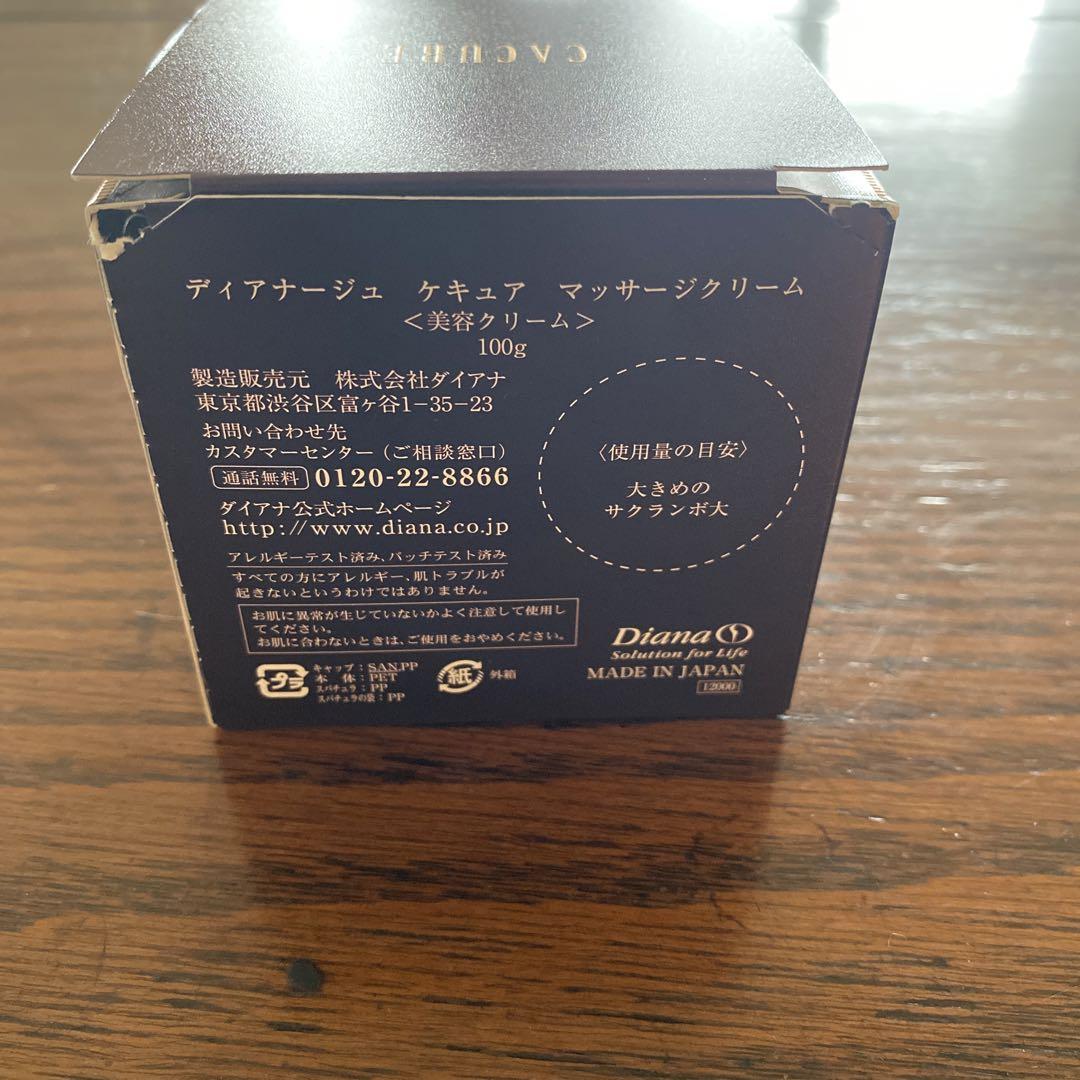 CACURE
ディアナージュ ケキュア マッサージクリーム
<美容クリーム>
100g
製造販売元 株式会社ダイアナ
東京都渋谷区富ヶ谷1-35-23
お問い合わせ先
カスタマーセンター(ご相談窓口)
通話無料 0120-22-8866
ダイアナ公式ホームページ
http://www.diana.co.jp
アレルギーテスト済み、パッチテスト済み
すべての方にアレルギー、肌トラブルが
起きないというわけではありません。
お肌に異常が生じていないかよく注意して使用し
てください。
お肌に合わないときは、ご使用をおやめください。
プラ
キャップ:SAN.PP
本体:PET
スパチュラ:PP
スパチュラの袋:PP
紙 外箱
〈使用量の目安〉
大きめの
サクランボ大
Diana
Solution for Life
MADE IN JAPAN
12000